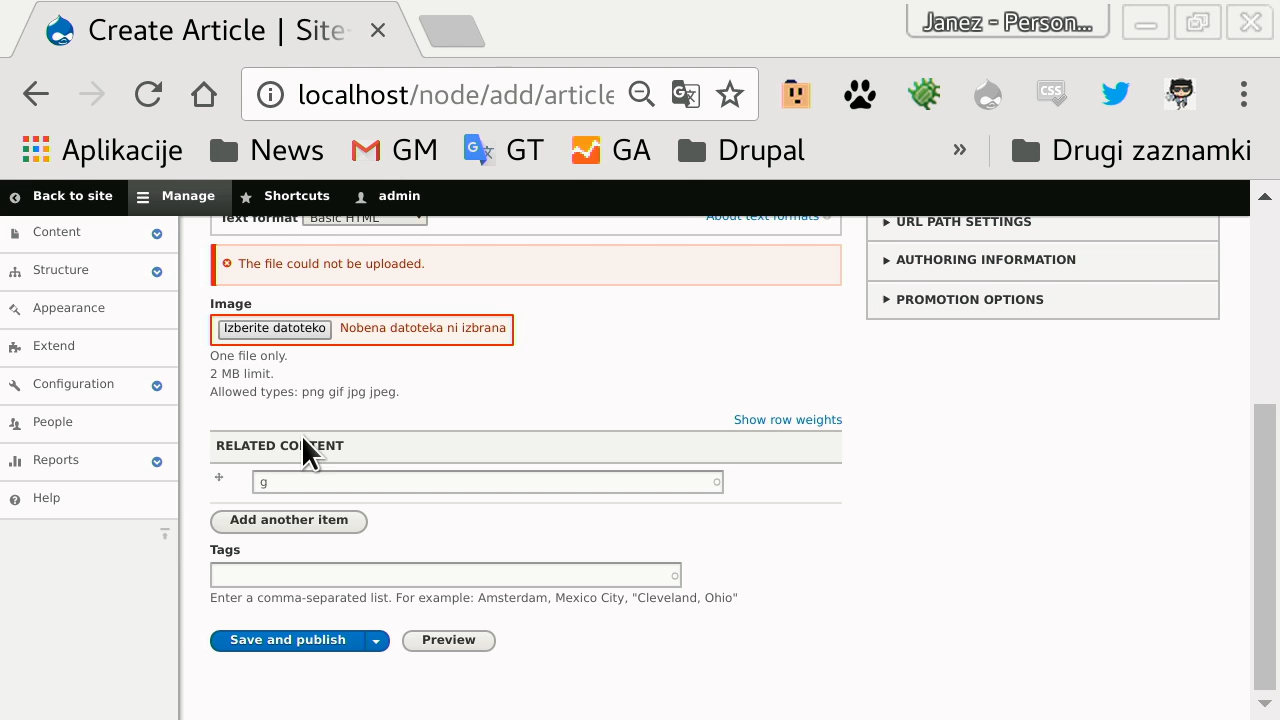 Create Article | Site-
Janez - Person...
localhost/node/add/article
Aplikacije News GM GT GA Drupal » Drugi zaznamki
Back to site Manage Shortcuts admin
Content
Structure
Appearance
Extend
Configuration
People
Reports
Help
Text format Basic HTML About text formats
The file could not be uploaded.
Image
Izberite datoteko Nobena datoteka ni izbrana
One file only.
2 MB limit.
Allowed types: png gif jpg jpeg.
Show row weights
RELATED CONTENT
g
Add another item
Tags
Enter a comma-separated list. For example: Amsterdam, Mexico City, "Cleveland, Ohio"
Save and publish Preview
URL PATH SETTINGS
AUTHORING INFORMATION
PROMOTION OPTIONS
CSS